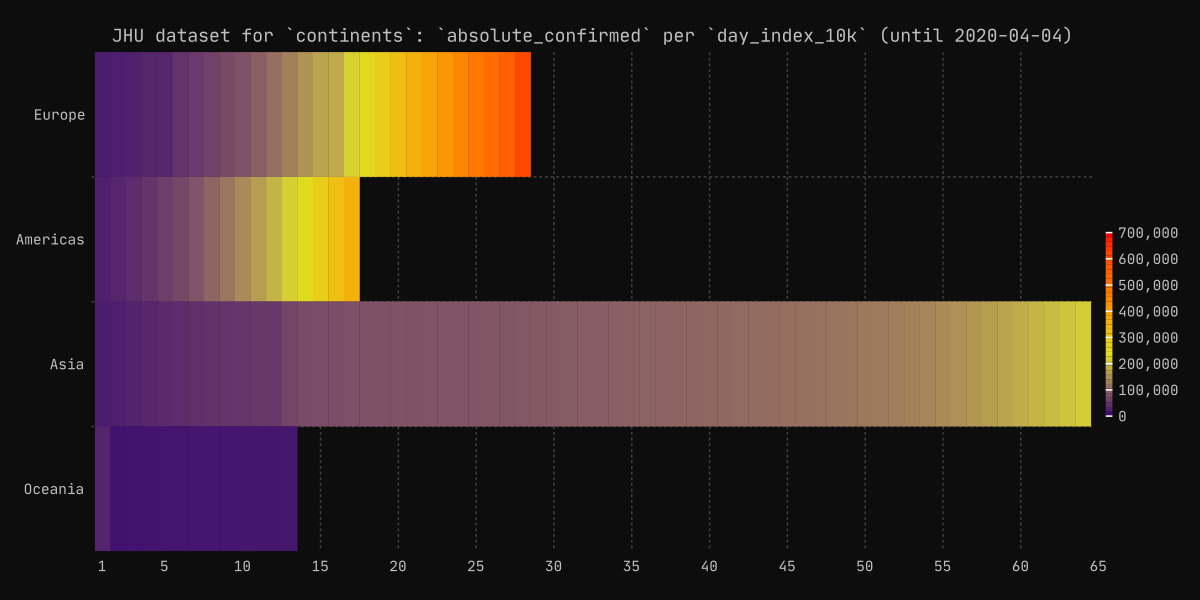 JHU dataset for `continents`: `absolute_confirmed` per `day_index_10k` (until 2020-04-04)
Europe
Americas
Asia
Oceania
700,000
600,000
500,000
400,000
300,000
200,000
100,000
0
1 5 10 15 20 25 30 35 40 45 50 55 60 65